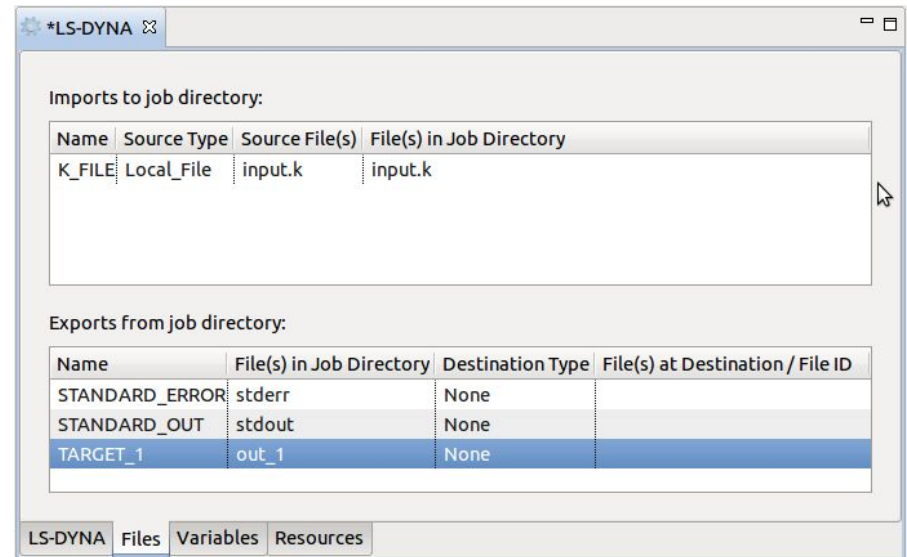 *LS-DYNA
Imports to job directory:
Name Source Type Source File(s) File(s) in Job Directory
K_FILE Local_File input.k input.k
Exports from job directory:
Name File(s) in Job Directory Destination Type File(s) at Destination / File ID
STANDARD_ERROR stderr None
STANDARD_OUT stdout None
TARGET_1 out_1 None
LS-DYNA Files Variables Resources